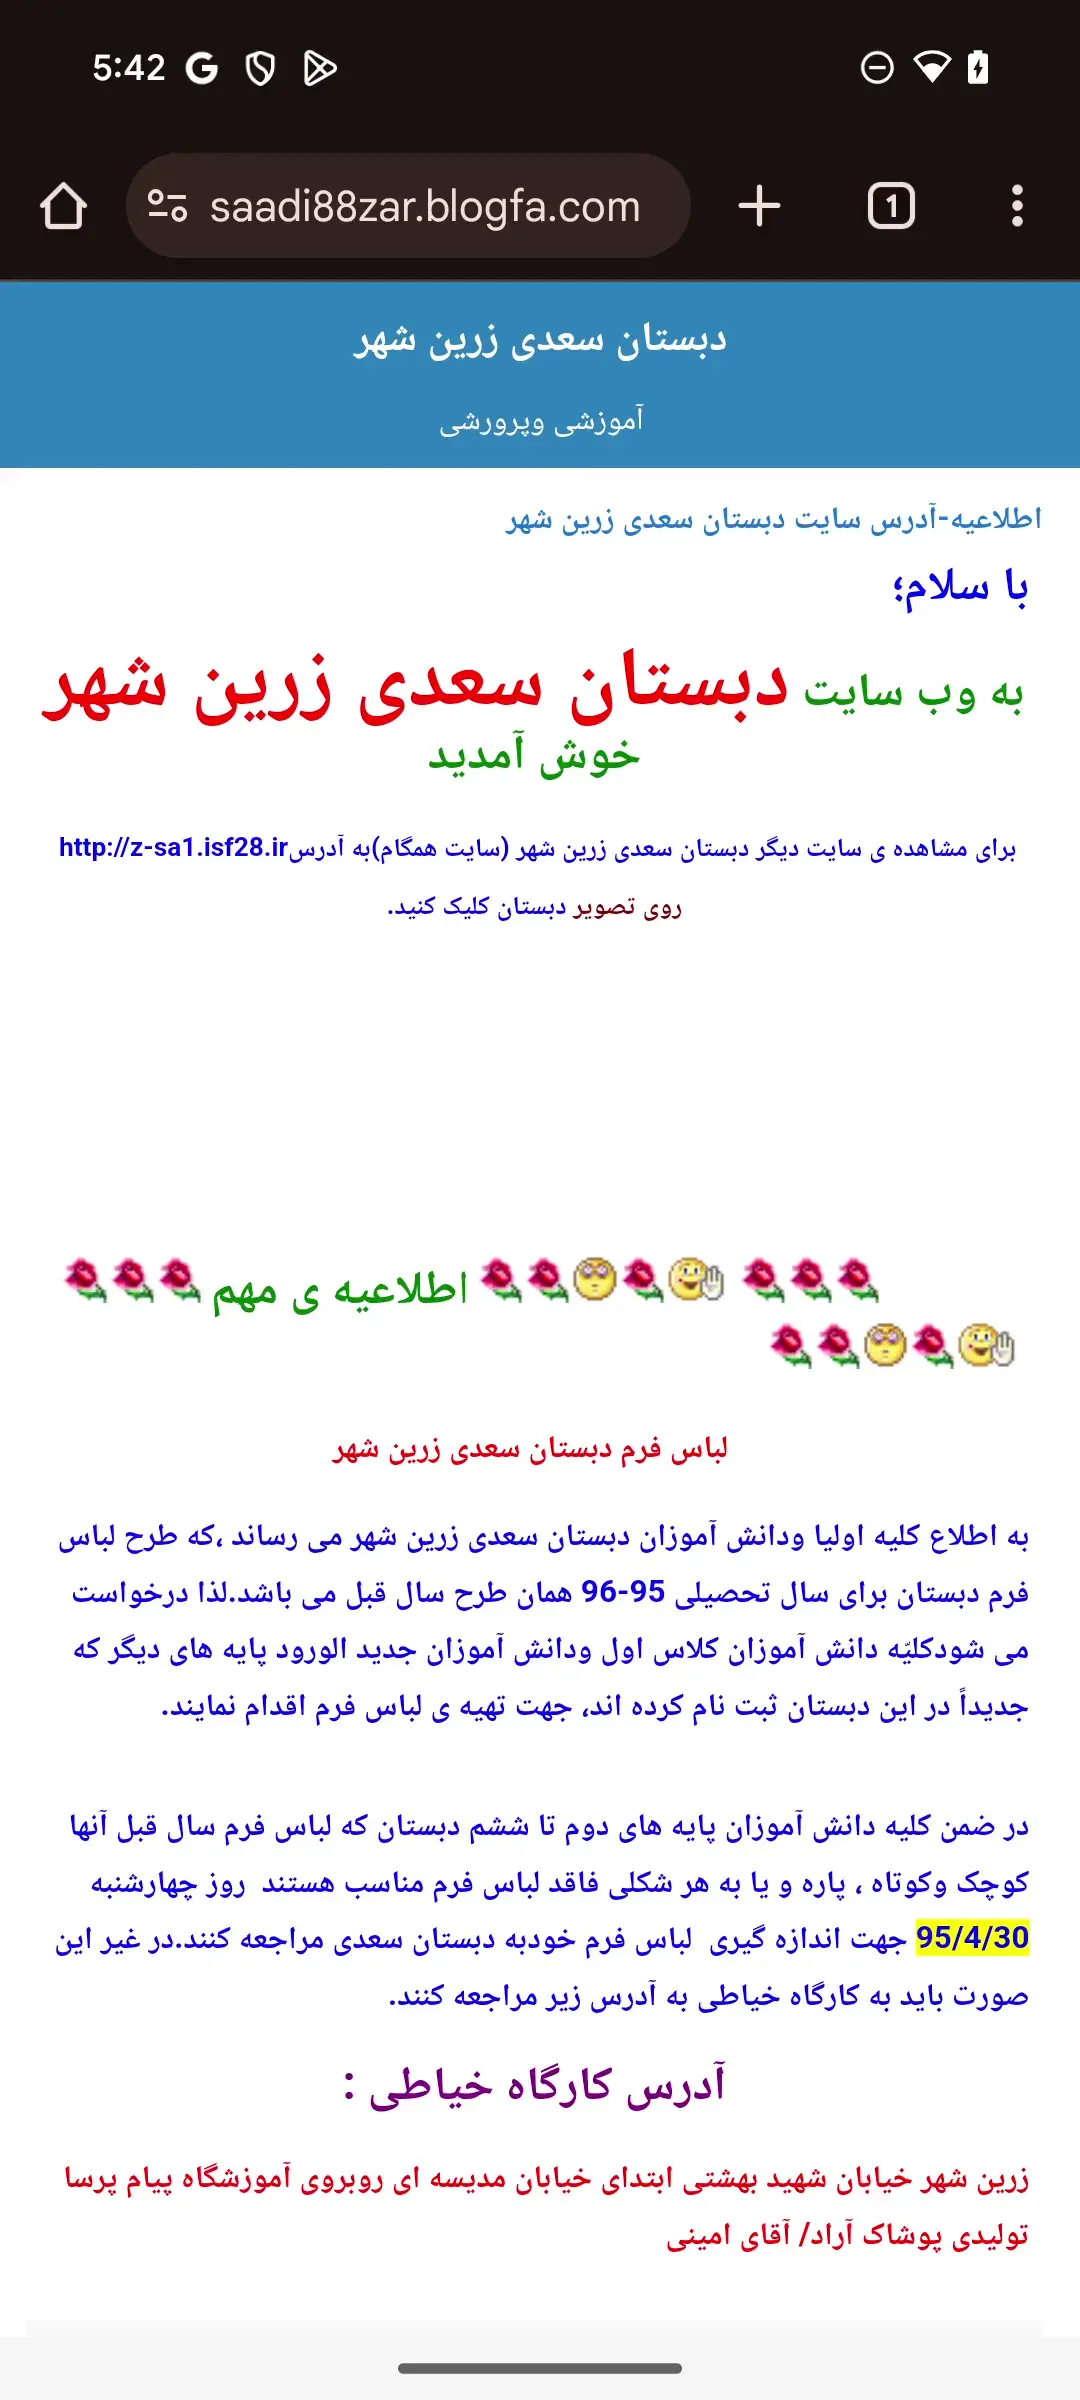 5:42
saadi88zar.blogfa.com
1
دبستان سعدی زرین شهر
آموزشی وپرورشی
اطلاعیه-آدرس سایت دبستان سعدی زرین شهر
با سلام؛
به وب سایت دبستان سعدی زرین شهر
خوش آمدید
برای مشاهده ی سایت دیگر دبستان سعدی زرین شهر (سایت همگام)به آدرسhttp://z-sa1.isf28.ir
روی تصویر دبستان کلیک کنید.
اطلاعیه ی مهم
لباس فرم دبستان سعدی زرین شهر
به اطلاع کلیه اولیا ودانش آموزان دبستان سعدی زرین شهر می رساند ،که طرح لباس
فرم دبستان برای سال تحصیلی 95-96 همان طرح سال قبل می باشد.لذا درخواست
می شودکلیّه دانش آموزان کلاس اول ودانش آموزان جدید الورود پایه های دیگر که
جدیداً در این دبستان ثبت نام کرده اند، جهت تهیه ی لباس فرم اقدام نمایند.
در ضمن کلیه دانش آموزان پایه های دوم تا ششم دبستان که لباس فرم سال قبل آنها
کوچک وکوتاه ، پاره و یا به هر شکلی فاقد لباس فرم مناسب هستند روز چهارشنبه
95/4/30 جهت اندازه گیری لباس فرم خودبه دبستان سعدی مراجعه کنند.در غیر این
صورت باید به کارگاه خیاطی به آدرس زیر مراجعه کنند.
آدرس کارگاه خیاطی :
زرین شهر خیابان شهید بهشتی ابتدای خیابان مدیسه ای روبروی آموزشگاه پیام پرسا
تولیدی پوشاک آراد/ آقای امینی